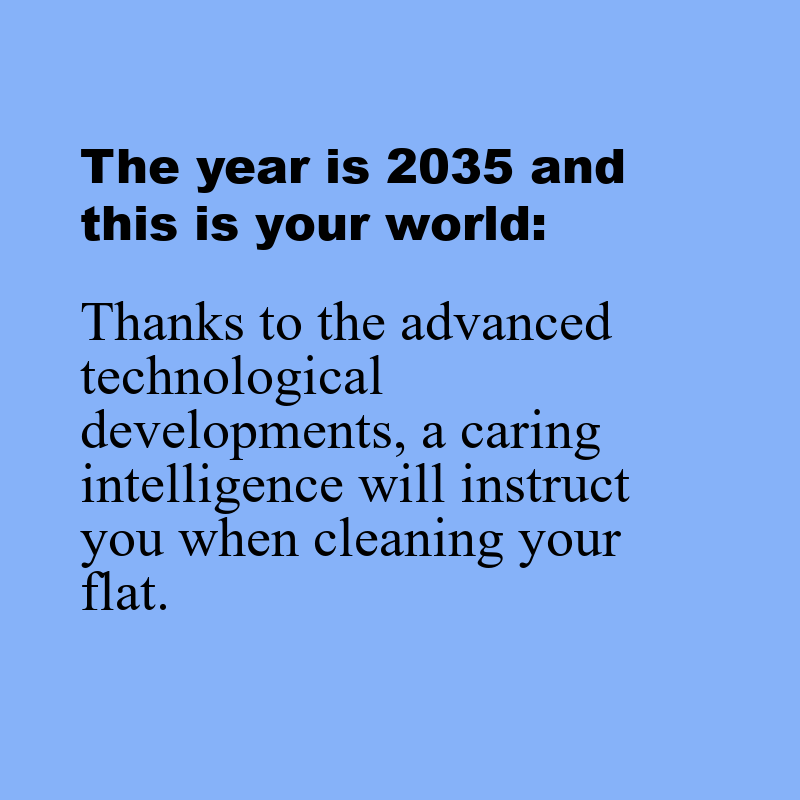 The year is 2035 and
this is your world:
Thanks to the advanced
technological
developments, a caring
intelligence will instruct
you when cleaning your
flat.